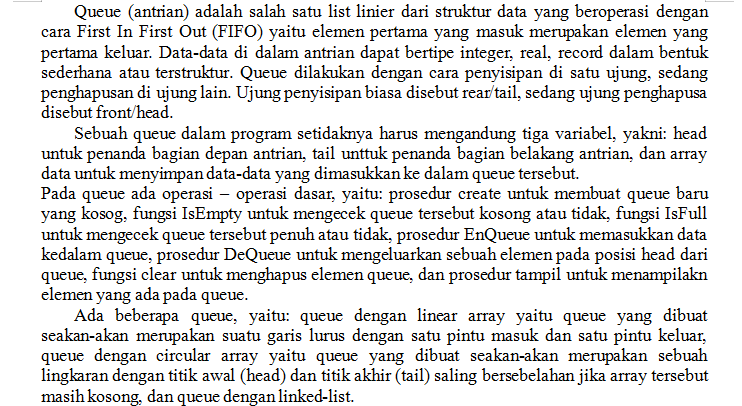 Queue (antrian) adalah salah satu list linier dari struktur data yang beroperasi dengan
cara First In First Out (FIFO) yaitu elemen pertama yang masuk merupakan elemen yang
pertama keluar. Data-data di dalam antrian dapat bertipe integer, real, record dalam bentuk
sederhana atau terstruktur. Queue dilakukan dengan cara penyisipan di satu ujung, sedang
penghapusan di ujung lain. Ujung penyisipan biasa disebut rear/tail, sedang ujung penghapusa
disebut front/head.
Sebuah queue dalam program setidaknya harus mengandung tiga variabel, yakni: head
untuk penanda bagian depan antrian, tail unttuk penanda bagian belakang antrian, dan array
data untuk menyimpan data-data yang dimasukkan ke dalam queue tersebut.
Pada queue ada operasi – operasi dasar, yaitu: prosedur create untuk membuat queue baru
yang kosog, fungsi IsEmpty untuk mengecek queue tersebut kosong atau tidak, fungsi IsFull
untuk mengecek queue tersebut penuh atau tidak, prosedur EnQueue untuk memasukkan data
kedalam queue, prosedur DeQueue untuk mengeluarkan sebuah elemen pada posisi head dari
queue, fungsi clear untuk menghapus elemen queue, dan prosedur tampil untuk menampilakn
elemen yang ada pada queue.
Ada beberapa queue, yaitu: queue dengan linear array yaitu queue yang dibuat
seakan-akan merupakan suatu garis lurus dengan satu pintu masuk dan satu pintu keluar,
queue dengan circular array yaitu queue yang dibuat seakan-akan merupakan sebuah
lingkaran dengan titik awal (head) dan titik akhir (tail) saling bersebelahan jika array tersebut
masih kosong, dan queue dengan linked-list.